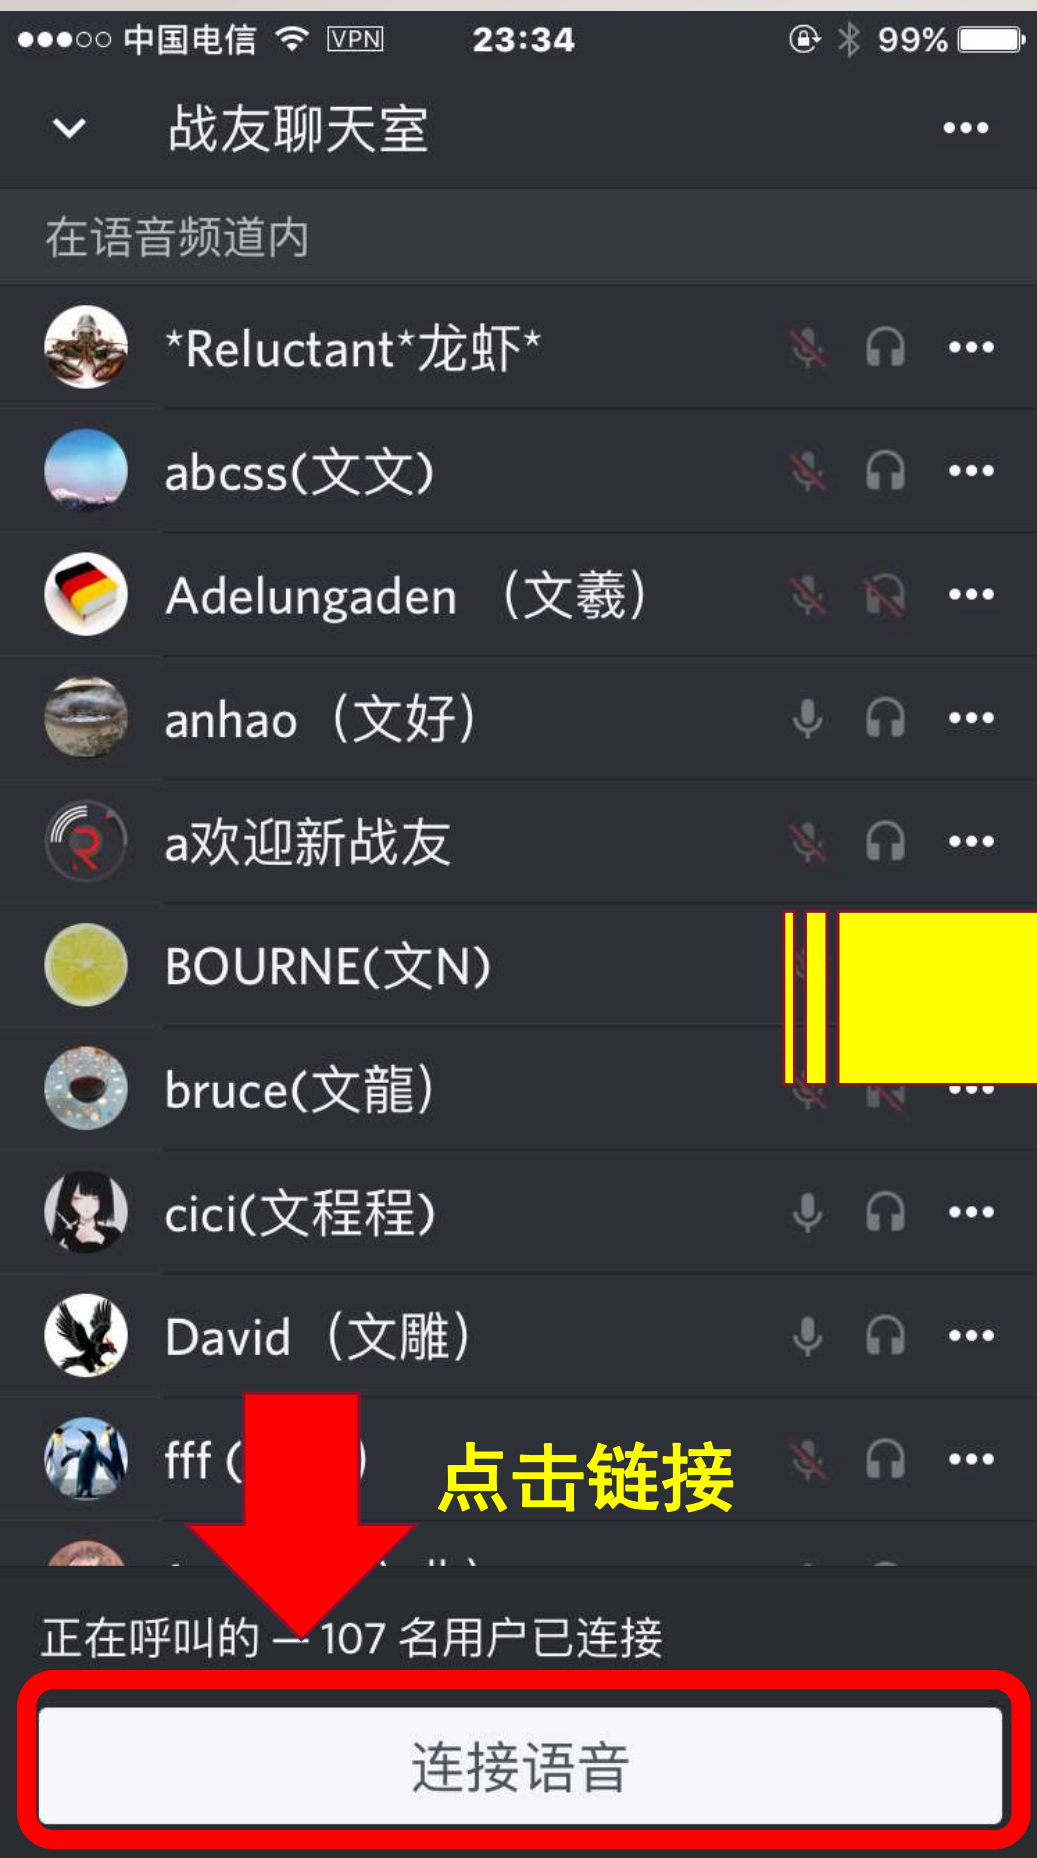 中国电信 VPN 23:34 99%
战友聊天室
在语音频道内
*Reluctant*龙虾*
abcss(文文)
Adelungaden （文羲）
anhao（文好）
a欢迎新战友
BOURNE(文N)
bruce(文龍)
cici(文程程)
David（文雕）
fff (
点击链接
正在呼叫的 — 107 名用户已连接
连接语音